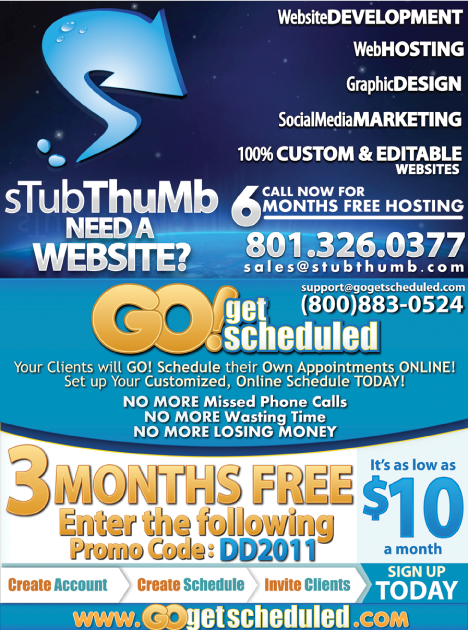 WebsiteDEVELOPMENT
WebHOSTING
GraphicDESIGN
SocialMediaMARKETING
100% CUSTOM & EDITABLE
WEBSITES
sTubThuMb
NEED A
WEBSITE?
6 CALL NOW FOR
MONTHS FREE HOSTING
801.326.0377
sales@stubthumb.com
support@gogetscheduled.com
(800)883-0524
GO! get
scheduled
Your Clients will GO! Schedule their Own Appointments ONLINE!
Set up Your Customized, Online Schedule TODAY!
NO MORE Missed Phone Calls
NO MORE Wasting Time
NO MORE LOSING MONEY
3 MONTHS FREE
Enter the following
Promo Code: DD2011
It's as low as
$10
a month
Create Account Create Schedule Invite Clients
SIGN UP
TODAY
www.GOgetscheduled.com